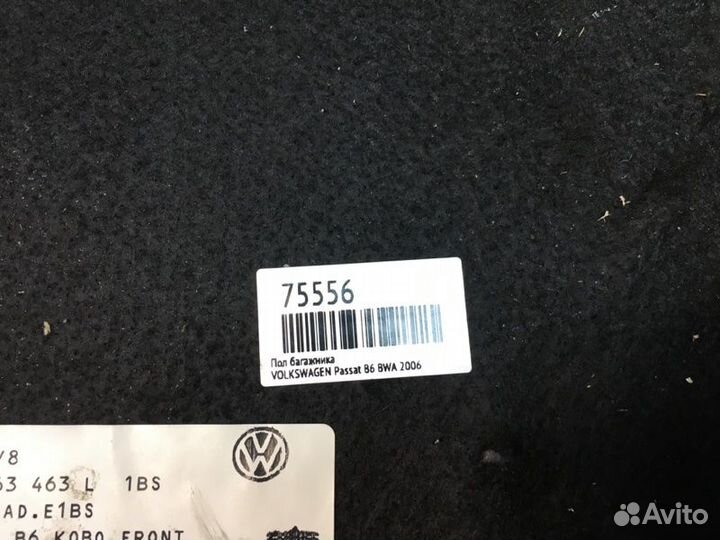 75556
Пол багажника
VOLKSWAGEN Passat B6 BWA 2006
/8
63 463 L 1BS
AD.E1BS
B6 KOBO FRONT
Avito